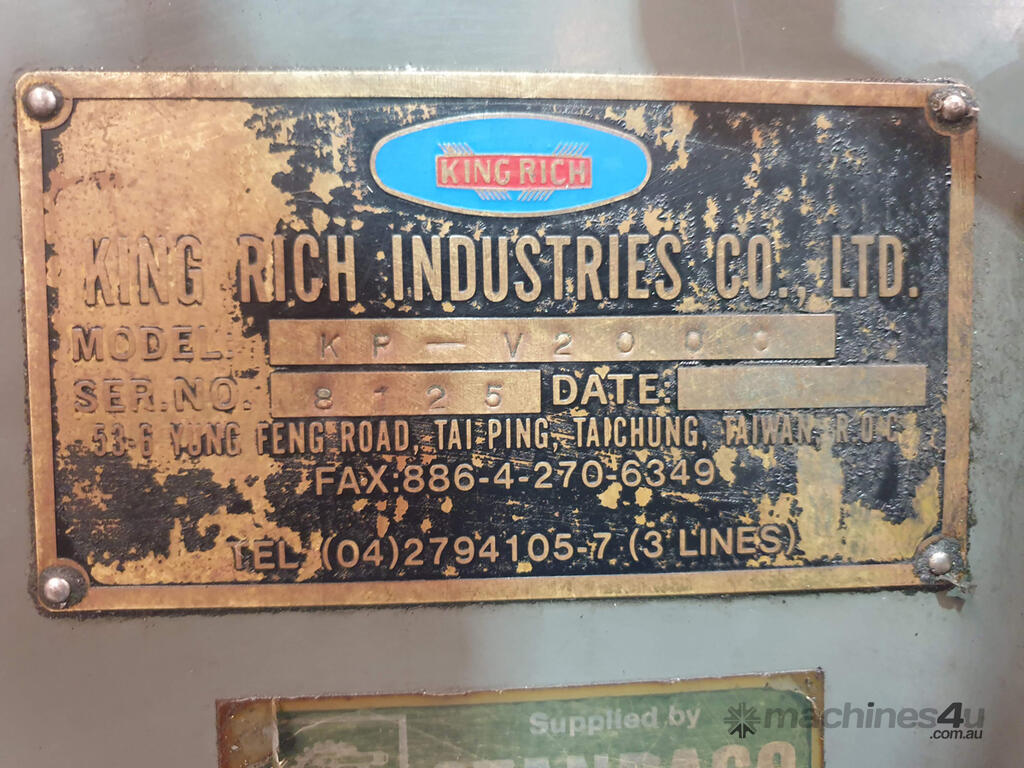 KING RICH
KING RICH INDUSTRIES CO., LTD.
MODEL: KP-V2000
SER.NO. 8125 DATE:
53-6 YUNG FENG ROAD, TAI PING, TAICHUNG, TAIWAN, R.O.C.
FAX:886-4-270-6349
TEL:(04)2794105-7 (3 LINES)
Supplied by
machines4u
.com.au